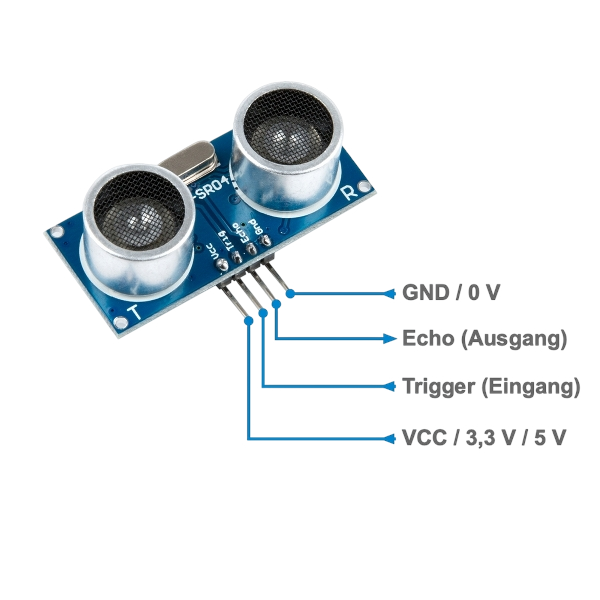 -SR04
R
Vcc
Trig
Echo
Gnd
T
GND / 0 V
Echo (Ausgang)
Trigger (Eingang)
VCC / 3,3 V / 5 V